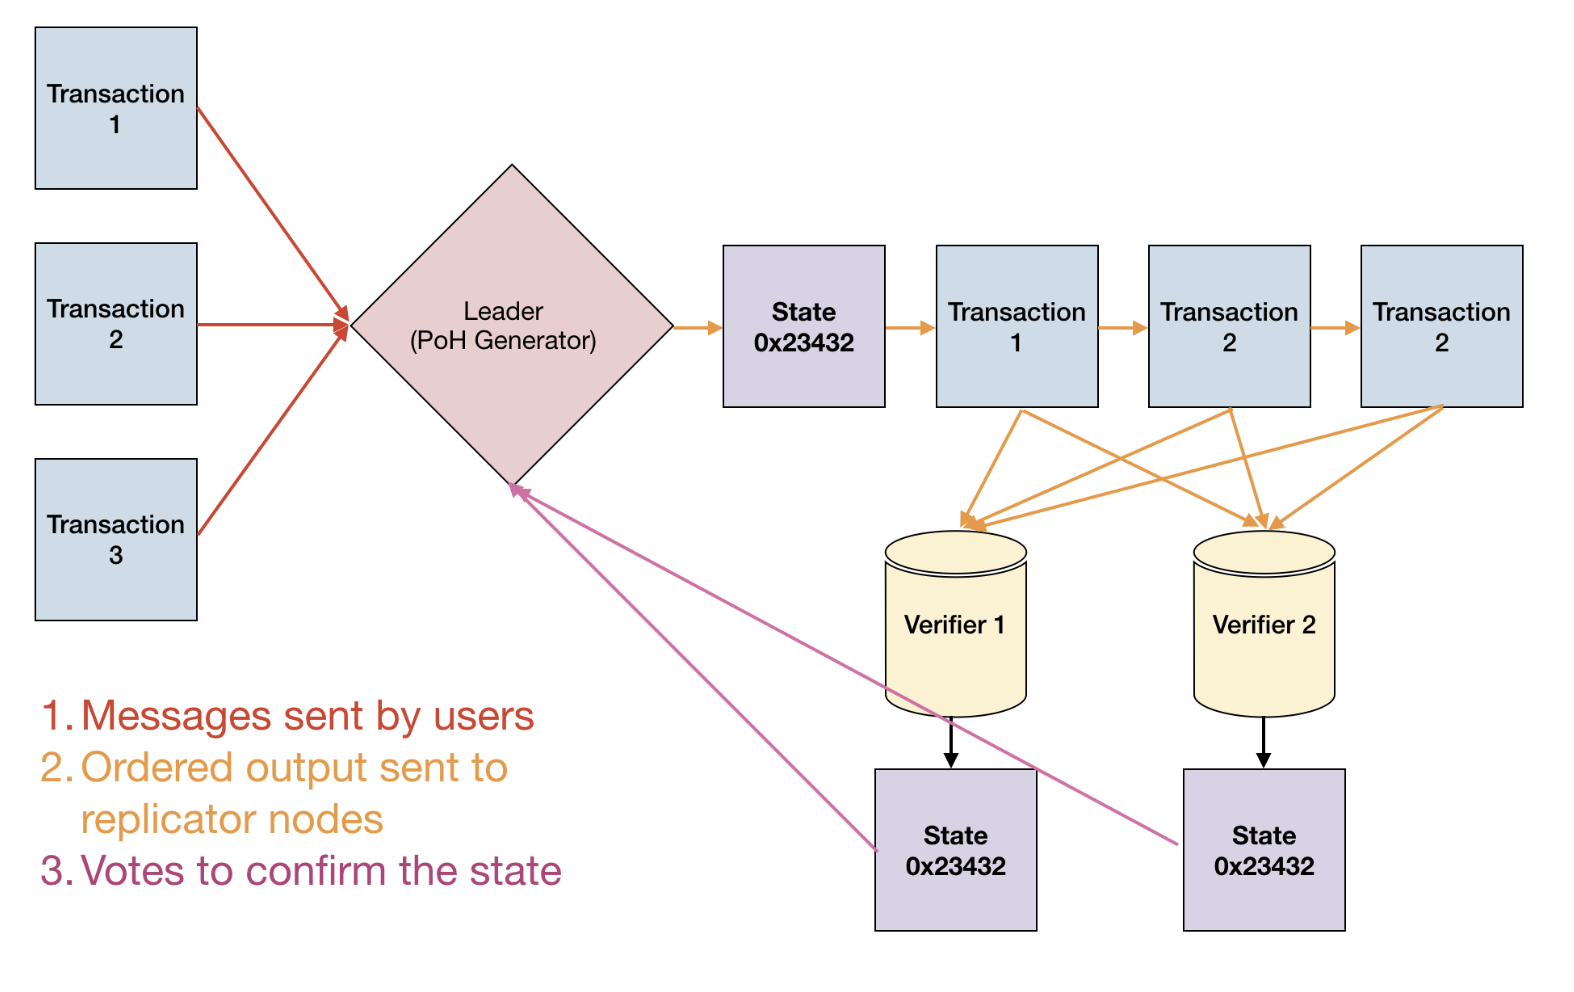 Transaction
1
Transaction
2
Transaction
3
Leader
(PoH Generator)
State
0x23432
Transaction
1
Transaction
2
Transaction
2
Verifier 1
Verifier 2
State
0x23432
State
0x23432
1. Messages sent by users
2. Ordered output sent to
replicator nodes
3. Votes to confirm the state